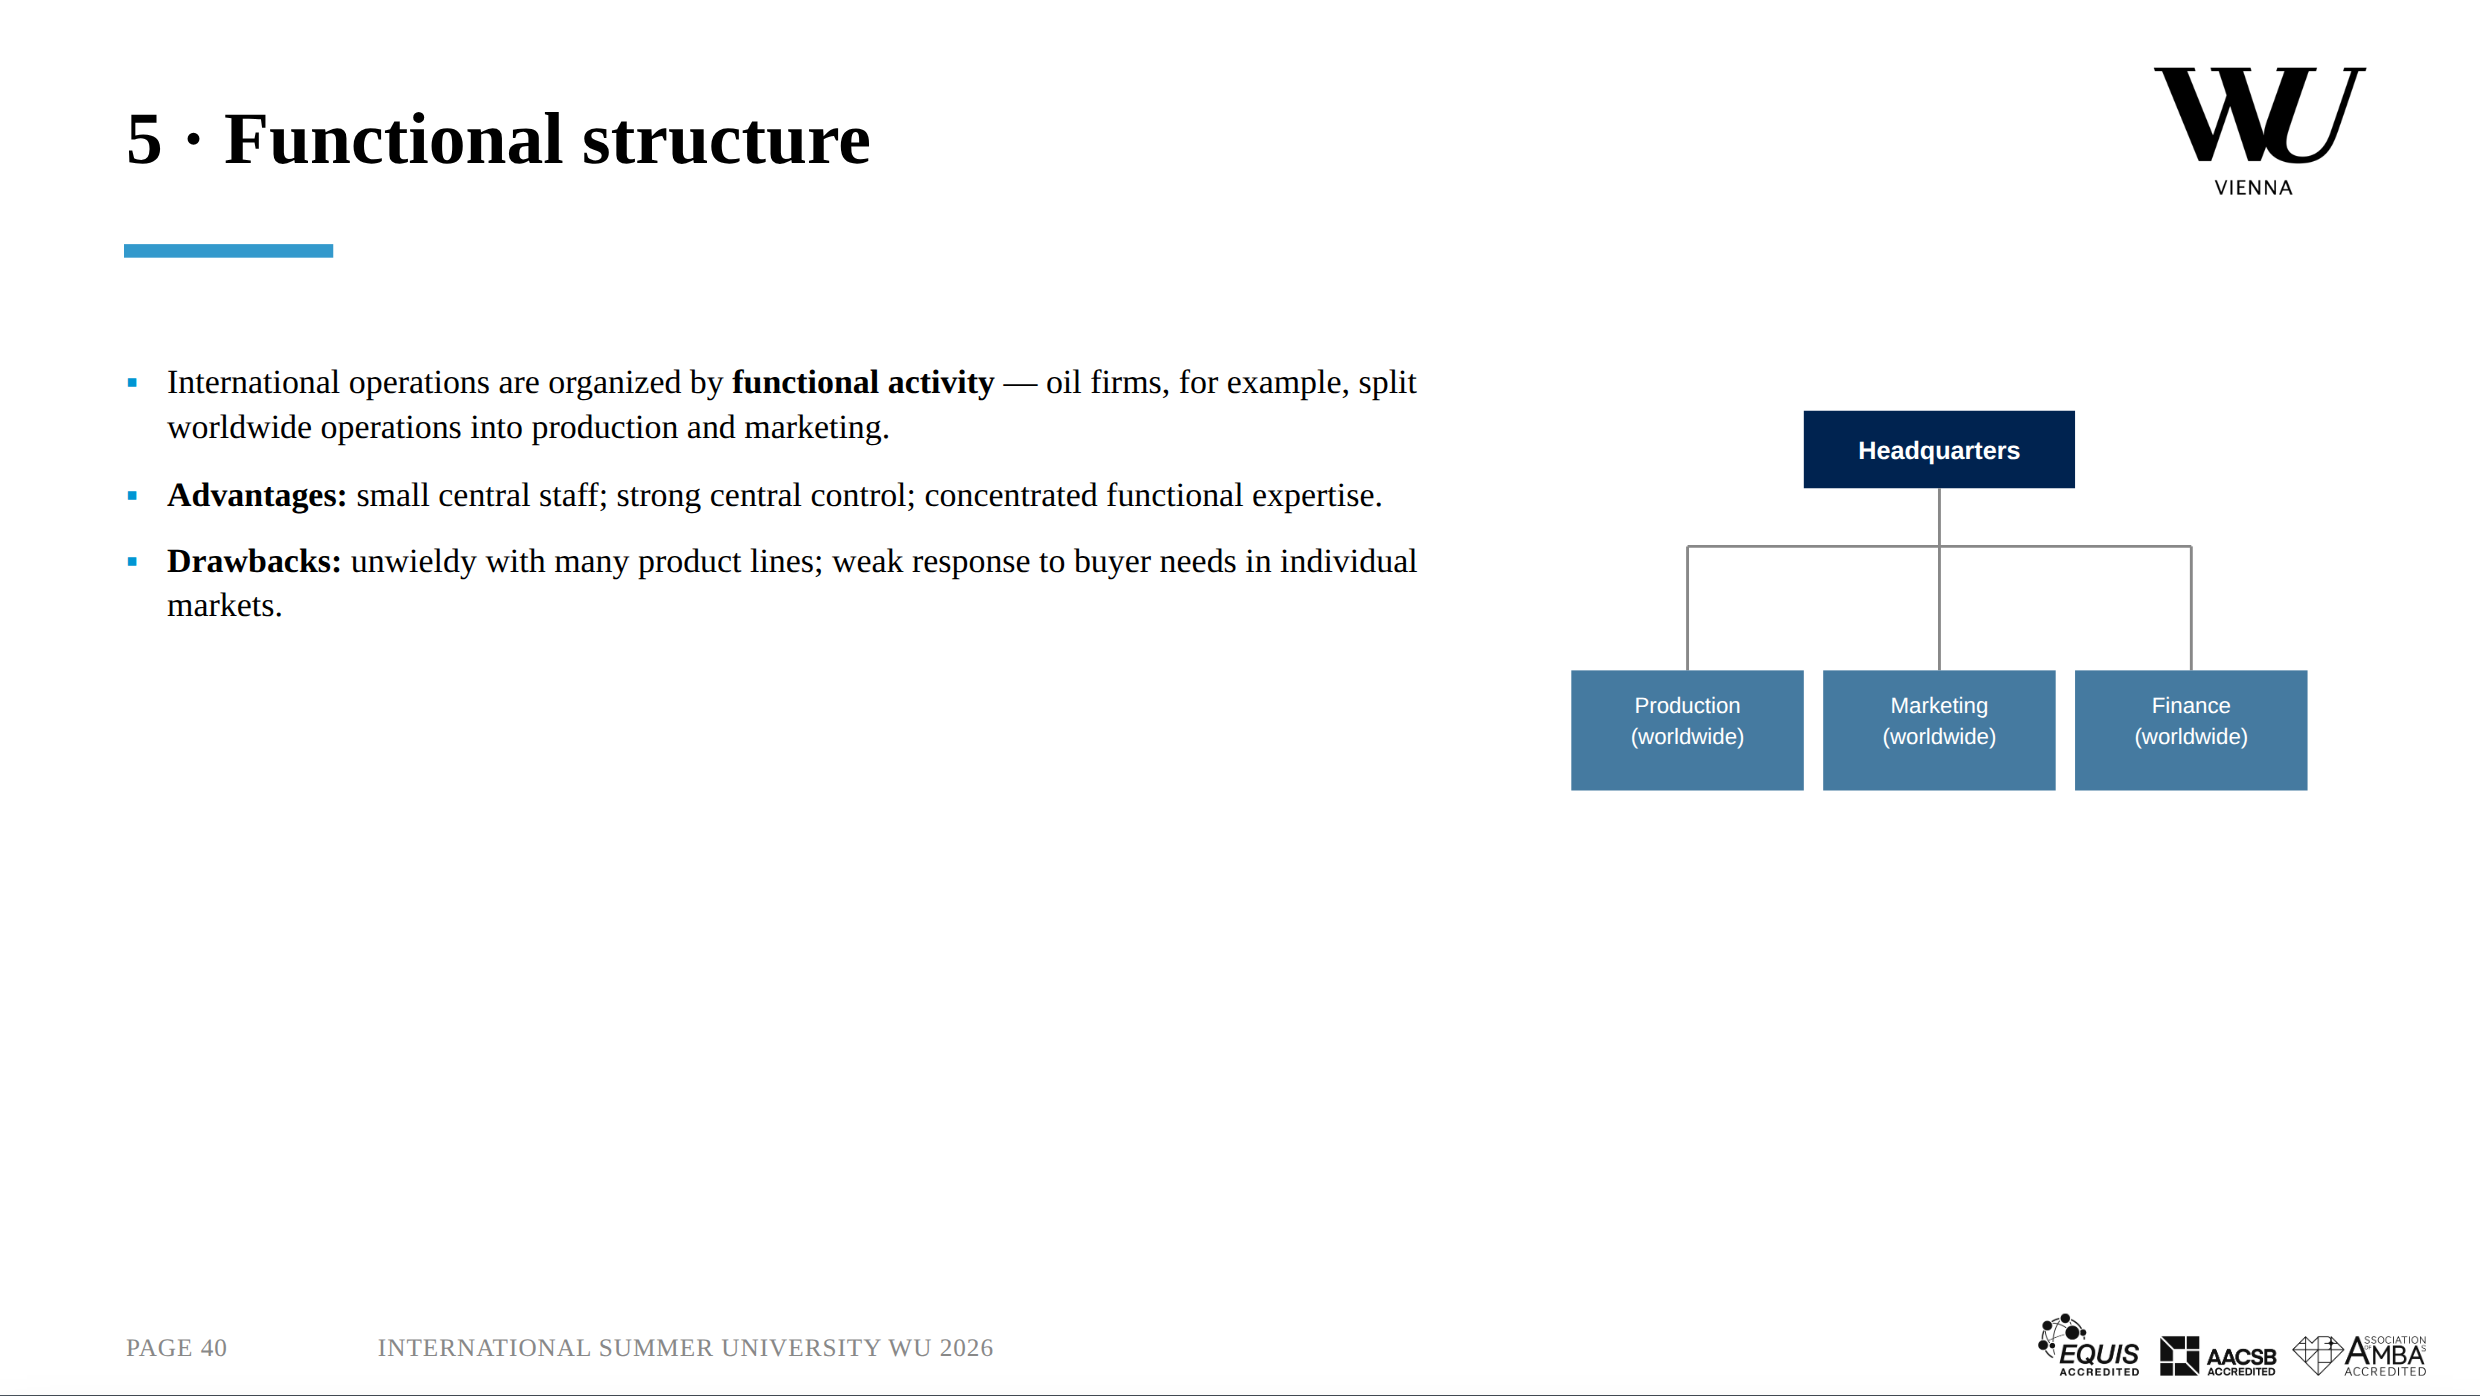 5 · Functional structure
WU
VIENNA
▪ International operations are organized by functional activity — oil firms, for example, split
worldwide operations into production and marketing.
▪ Advantages: small central staff; strong central control; concentrated functional expertise.
▪ Drawbacks: unwieldy with many product lines; weak response to buyer needs in individual
markets.
Headquarters
Production
(worldwide)
Marketing
(worldwide)
Finance
(worldwide)
PAGE 40
INTERNATIONAL SUMMER UNIVERSITY WU 2026
EQUIS
ACCREDITED
AACSB
ACCREDITED
ASSOCIATION
OF MBAS
ACCREDITED